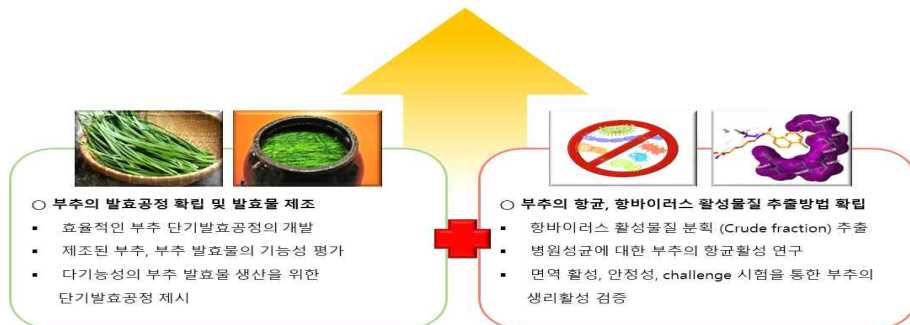 ○ 부추의 발효공정 확립 및 발효물 제조
▪ 효율적인 부추 단기발효공정의 개발
▪ 제조된 부추, 부추 발효물의 기능성 평가
▪ 다기능성의 부추 발효물 생산을 위한
단기발효공정 제시
○ 부추의 항균, 항바이러스 활성물질 추출방법 확립
▪ 항바이러스 활성물질 분획 (Crude fraction) 추출
▪ 병원성균에 대한 부추의 항균활성 연구
▪ 면역 활성, 안정성, challenge 시험을 통한 부추의
생리활성 검증